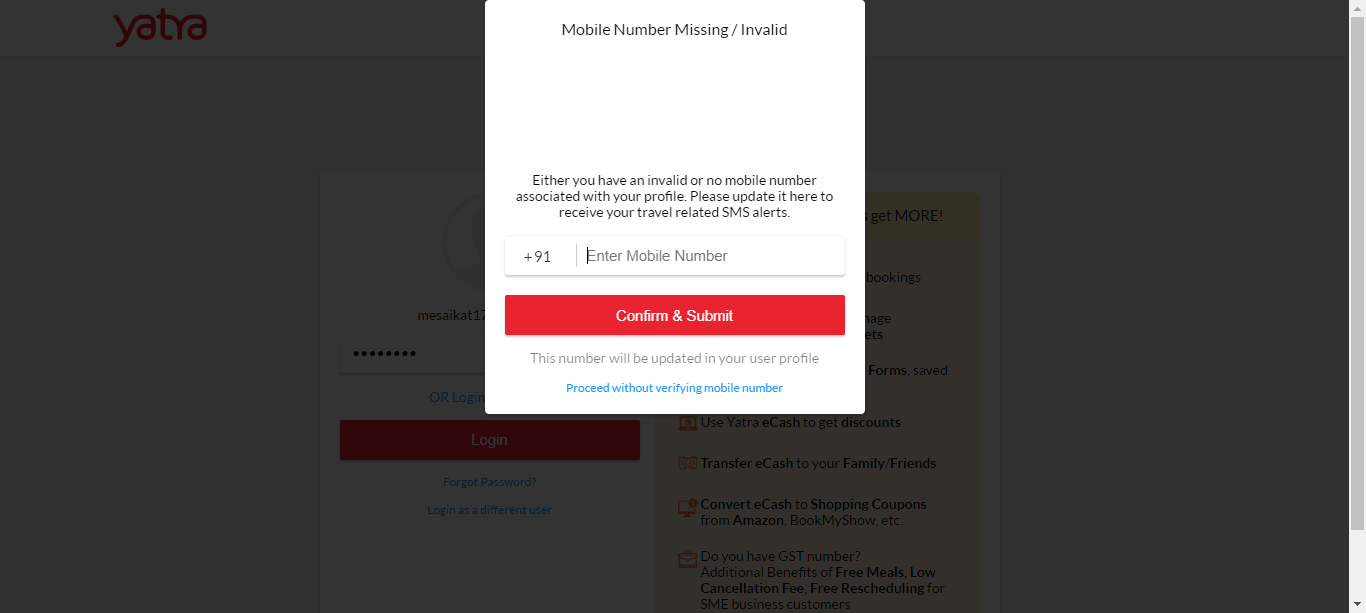 yatra
Mobile Number Missing / Invalid
Either you have an invalid or no mobile number
associated with your profile. Please update it here to
receive your travel related SMS alerts.
+91 Enter Mobile Number
Confirm & Submit
This number will be updated in your user profile
Proceed without verifying mobile number
mesaikat17
••••••••
OR Login
Login
Forgot Password?
Login as a different user
get MORE!
bookings
Forms, saved
Use Yatra eCash to get discounts
Transfer eCash to your Family/Friends
Convert eCash to Shopping Coupons
from Amazon, BookMyShow, etc.
Do you have GST number?
Additional Benefits of Free Meals, Low
Cancellation Fee, Free Rescheduling for
SME business customers